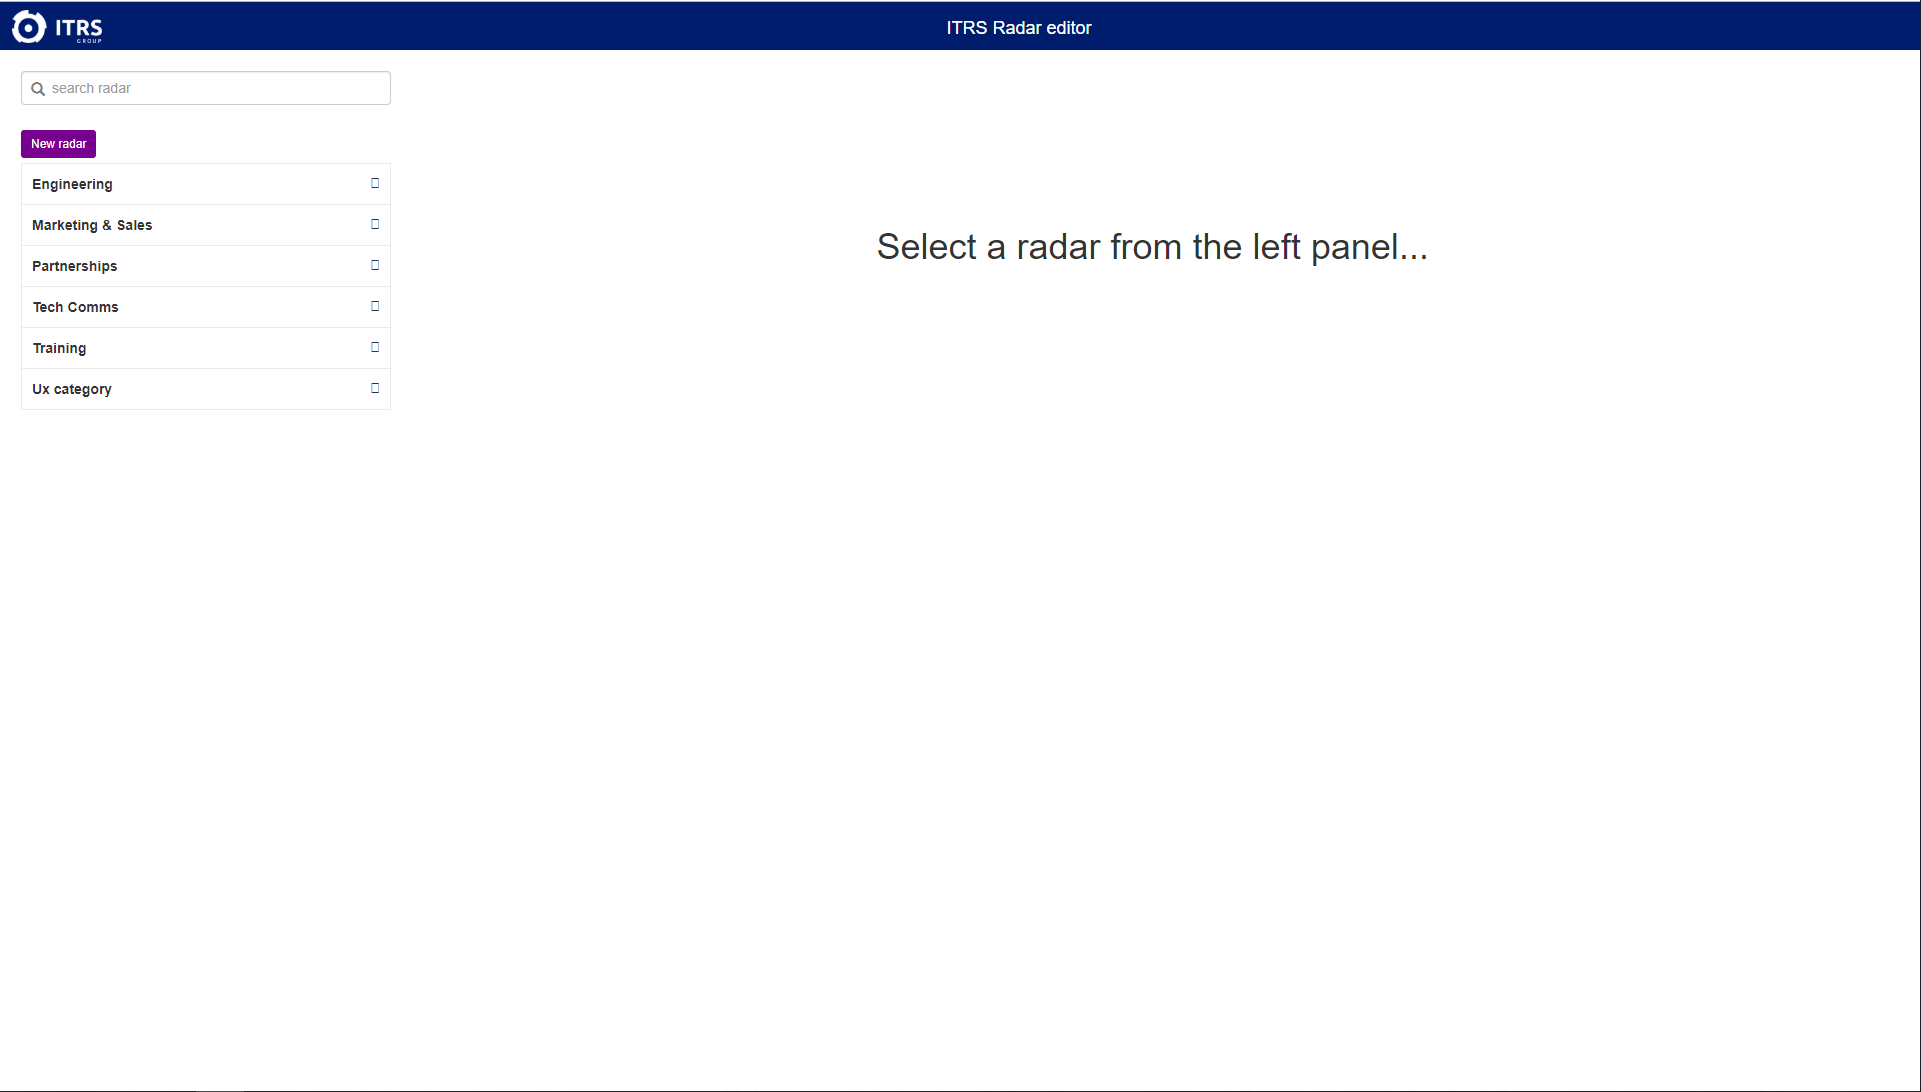 ITRS
GROUP
ITRS Radar editor
search radar
New radar
Engineering
Marketing & Sales
Partnerships
Tech Comms
Training
Ux category
Select a radar from the left panel...